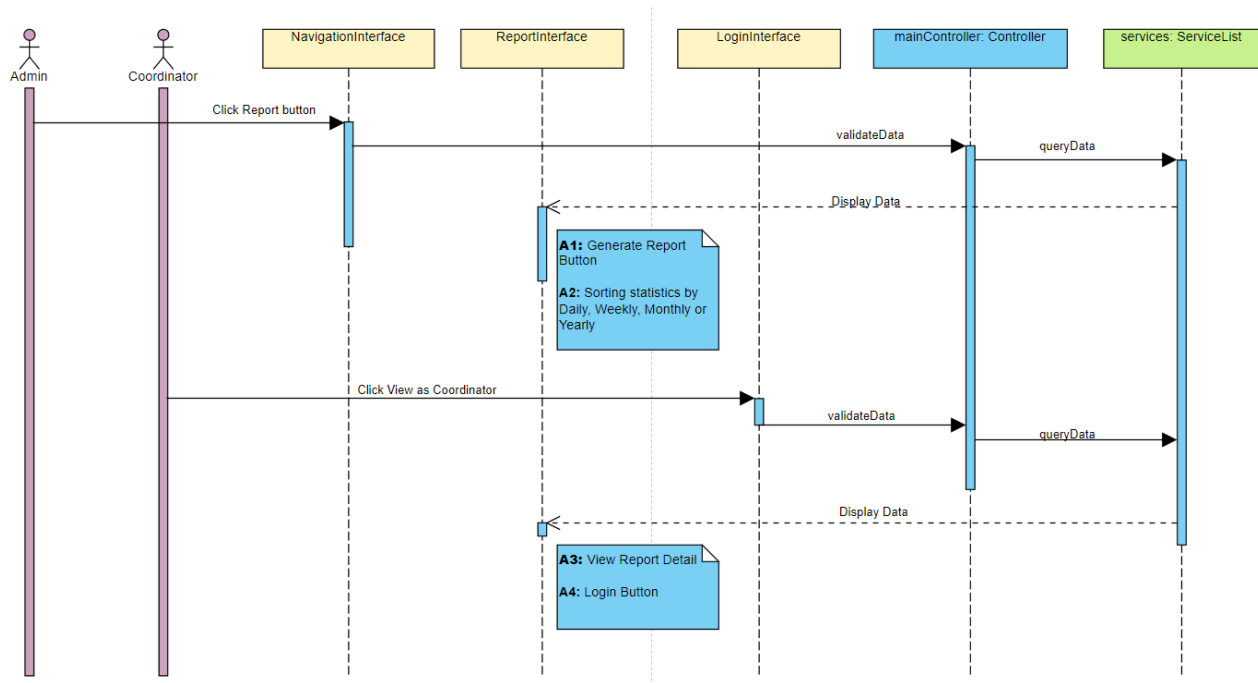 NavigationInterface
ReportInterface
LoginInterface
mainController: Controller
services: ServiceList
Admin
Coordinator
Click Report button
validateData
queryData
Display Data
A1: Generate Report
Button
A2: Sorting statistics by
Daily, Weekly, Monthly or
Yearly
Click View as Coordinator
validateData
queryData
Display Data
A3: View Report Detail
A4: Login Button